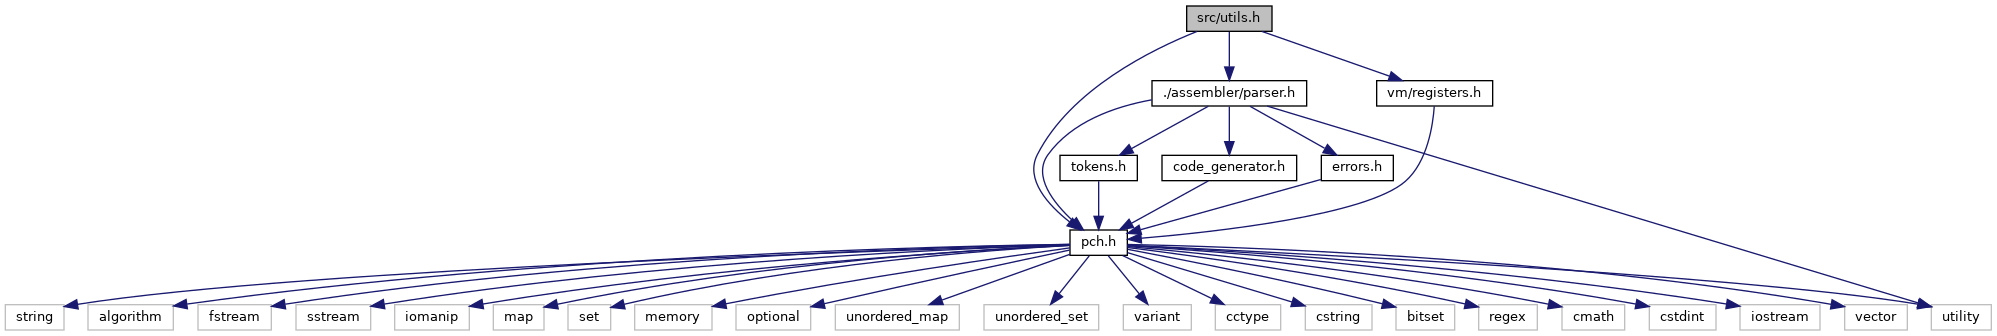 src/utils.h
./assembler/parser.h
vm/registers.h
tokens.h
code_generator.h
errors.h
pch.h
string
algorithm
fstream
sstream
iomanip
map
set
memory
optional
unordered_map
unordered_set
variant
cctype
cstring
bitset
regex
cmath
cstdint
iostream
vector
utility